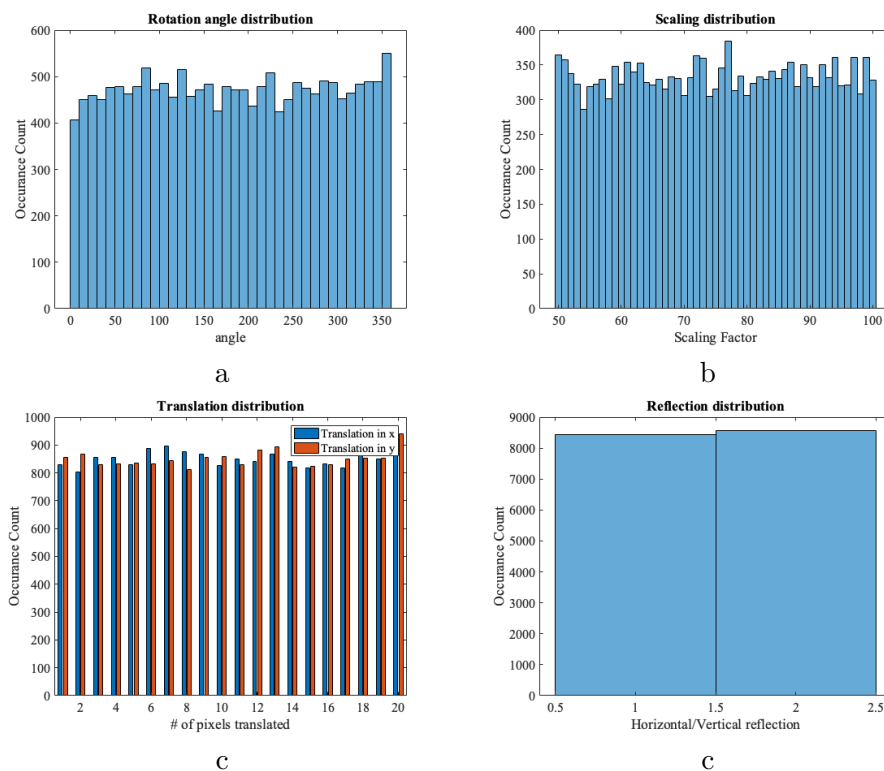 Rotation angle distribution
600
500
400
300
200
100
0
Occurance Count
0 50 100 150 200 250 300 350
angle
a
Scaling distribution
400
350
300
250
200
150
100
50
0
Occurance Count
50 60 70 80 90 100
Scaling Factor
b
Translation distribution
1000
900
800
700
600
500
400
300
200
100
0
Occurance Count
Translation in x
Translation in y
2 4 6 8 10 12 14 16 18 20
# of pixels translated
c
Reflection distribution
9000
8000
7000
6000
5000
4000
3000
2000
1000
0
Occurance Count
0.5 1 1.5 2 2.5
Horizontal/Vertical reflection
c